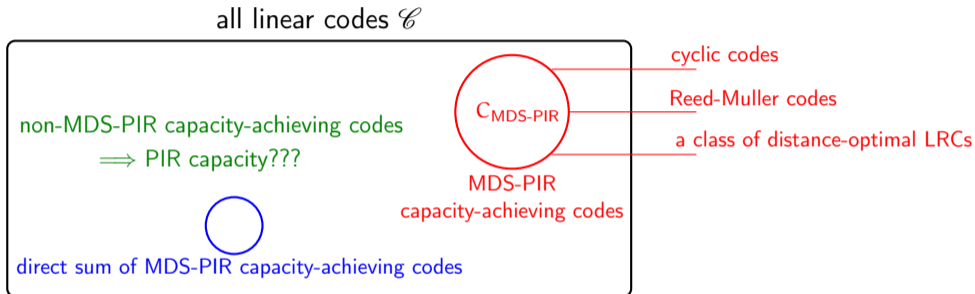 all linear codes 𝒞
cyclic codes
Reed-Muller codes
C_MDS-PIR
non-MDS-PIR capacity-achieving codes
⟹ PIR capacity???
a class of distance-optimal LRCs
MDS-PIR
capacity-achieving codes
direct sum of MDS-PIR capacity-achieving codes